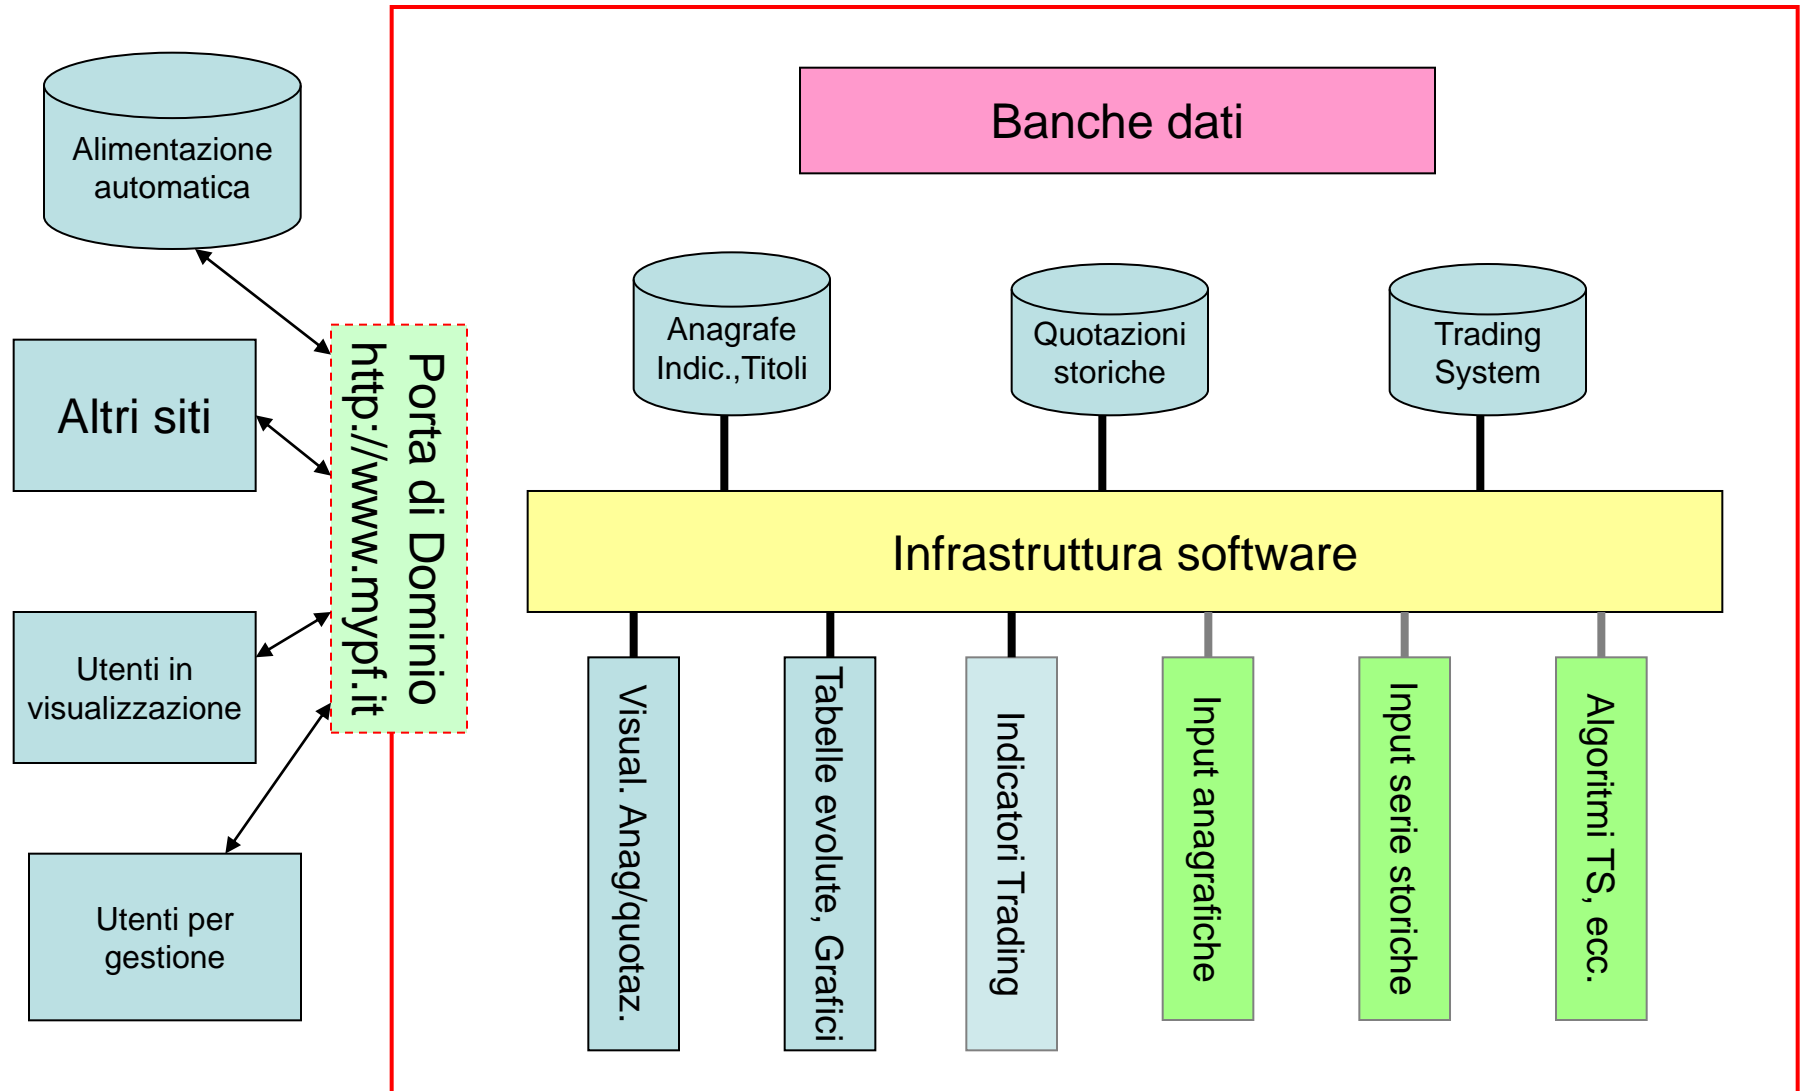 Alimentazione
automatica
Altri siti
Utenti in
visualizzazione
Utenti per
gestione
Porta di Dominio
http://www.mypf.it
Banche dati
Anagrafe
Indic.,Titoli
Quotazioni
storiche
Trading
System
Infrastruttura software
Visual. Anag/quotaz.
Tabelle evolute, Grafici
Indicatori Trading
Input anagrafiche
Input serie storiche
Algoritmi TS, ecc.